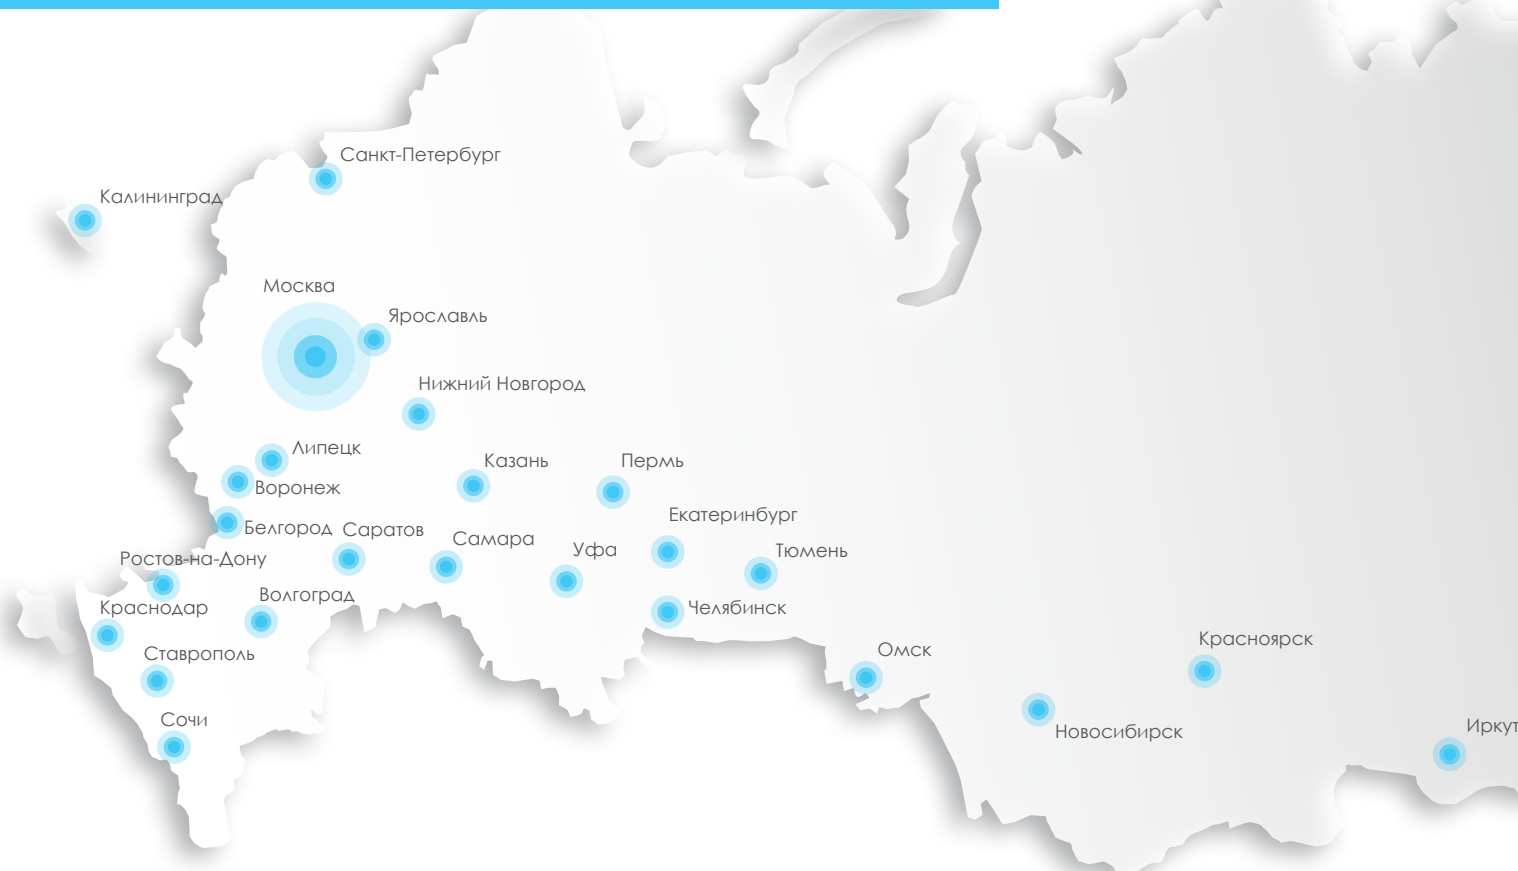 Санкт-Петербург
Калининград
Москва
Ярославль
Нижний Новгород
Липецк
Казань
Пермь
Воронеж
Екатеринбург
Белгород
Саратов
Самара
Уфа
Тюмень
Ростов-на-Дону
Волгоград
Краснодар
Челябинск
Ставрополь
Омск
Красноярск
Сочи
Новосибирск
Иркут